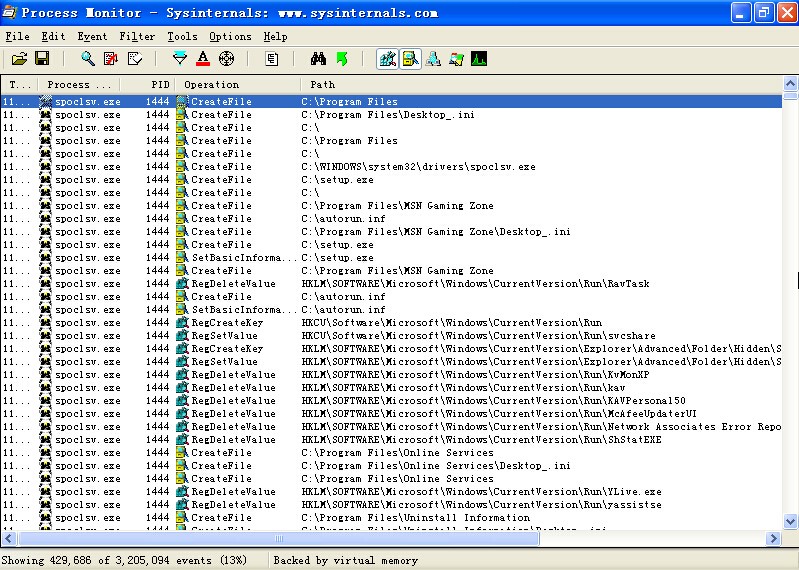 Process Monitor - Sysinternals: www.sysinternals.com
File Edit Event Filter Tools Options Help
T... Process ... PID Operation Path
11... spoclsv.exe 1444 CreateFile C:\Program Files
11... spoclsv.exe 1444 CreateFile C:\Program Files\Desktop_.ini
11... spoclsv.exe 1444 CreateFile C:\
11... spoclsv.exe 1444 CreateFile C:\Program Files
11... spoclsv.exe 1444 CreateFile C:\
11... spoclsv.exe 1444 CreateFile C:\WINDOWS\system32\drivers\spoclsv.exe
11... spoclsv.exe 1444 CreateFile C:\setup.exe
11... spoclsv.exe 1444 CreateFile C:\
11... spoclsv.exe 1444 CreateFile C:\Program Files\MSN Gaming Zone
11... spoclsv.exe 1444 CreateFile C:\autorun.inf
11... spoclsv.exe 1444 CreateFile C:\Program Files\MSN Gaming Zone\Desktop_.ini
11... spoclsv.exe 1444 CreateFile C:\setup.exe
11... spoclsv.exe 1444 SetBasicInforma... C:\setup.exe
11... spoclsv.exe 1444 CreateFile C:\Program Files\MSN Gaming Zone
11... spoclsv.exe 1444 RegDeleteValue HKLM\SOFTWARE\Microsoft\Windows\CurrentVersion\Run\RavTask
11... spoclsv.exe 1444 CreateFile C:\autorun.inf
11... spoclsv.exe 1444 SetBasicInforma... C:\autorun.inf
11... spoclsv.exe 1444 RegCreateKey HKCU\Software\Microsoft\Windows\CurrentVersion\Run
11... spoclsv.exe 1444 RegSetValue HKCU\Software\Microsoft\Windows\CurrentVersion\Run\svcshare
11... spoclsv.exe 1444 RegCreateKey HKLM\SOFTWARE\Microsoft\Windows\CurrentVersion\Explorer\Advanced\Folder\Hidden\S
11... spoclsv.exe 1444 RegSetValue HKLM\SOFTWARE\Microsoft\Windows\CurrentVersion\Explorer\Advanced\Folder\Hidden\S
11... spoclsv.exe 1444 RegDeleteValue HKLM\SOFTWARE\Microsoft\Windows\CurrentVersion\Run\KvMonXP
11... spoclsv.exe 1444 RegDeleteValue HKLM\SOFTWARE\Microsoft\Windows\CurrentVersion\Run\kav
11... spoclsv.exe 1444 RegDeleteValue HKLM\SOFTWARE\Microsoft\Windows\CurrentVersion\Run\KAVPersonal50
11... spoclsv.exe 1444 RegDeleteValue HKLM\SOFTWARE\Microsoft\Windows\CurrentVersion\Run\McAfeeUpdaterUI
11... spoclsv.exe 1444 RegDeleteValue HKLM\SOFTWARE\Microsoft\Windows\CurrentVersion\Run\Network Associates Error Repo
11... spoclsv.exe 1444 RegDeleteValue HKLM\SOFTWARE\Microsoft\Windows\CurrentVersion\Run\ShStatEXE
11... spoclsv.exe 1444 CreateFile C:\Program Files\Online Services
11... spoclsv.exe 1444 CreateFile C:\Program Files\Online Services\Desktop_.ini
11... spoclsv.exe 1444 CreateFile C:\Program Files\Online Services
11... spoclsv.exe 1444 RegDeleteValue HKLM\SOFTWARE\Microsoft\Windows\CurrentVersion\Run\YLive.exe
11... spoclsv.exe 1444 RegDeleteValue HKLM\SOFTWARE\Microsoft\Windows\CurrentVersion\Run\yassistse
11... spoclsv.exe 1444 CreateFile C:\Program Files\Uninstall Information
11... spoclsv.exe 1444 CreateFile C:\Program Files\Uninstall Information\Desktop_.ini
Showing 429,686 of 3,205,094 events (13%) Backed by virtual memory